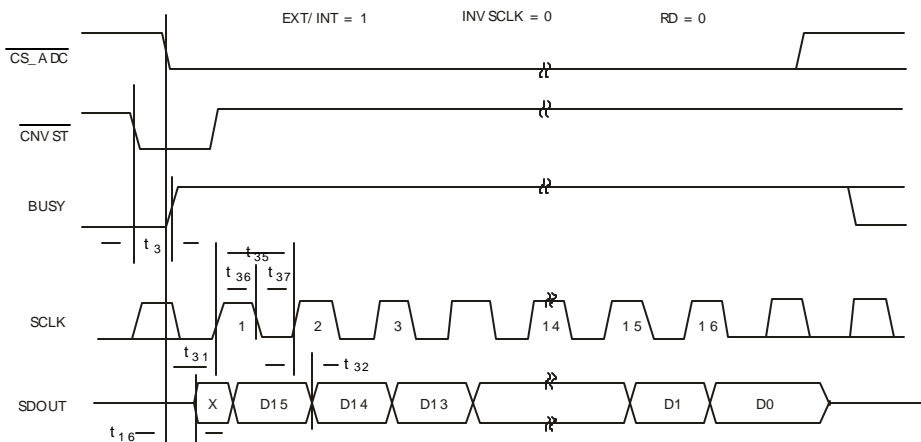 EXT/ INT = 1 INV SCLK = 0 RD = 0
CS_ADC
CNVST
BUSY
t3
t35
t36 t37
SCLK
1 2 3 14 15 16
t31
t32
SDOUT
X D15 D14 D13 D1 D0
t16